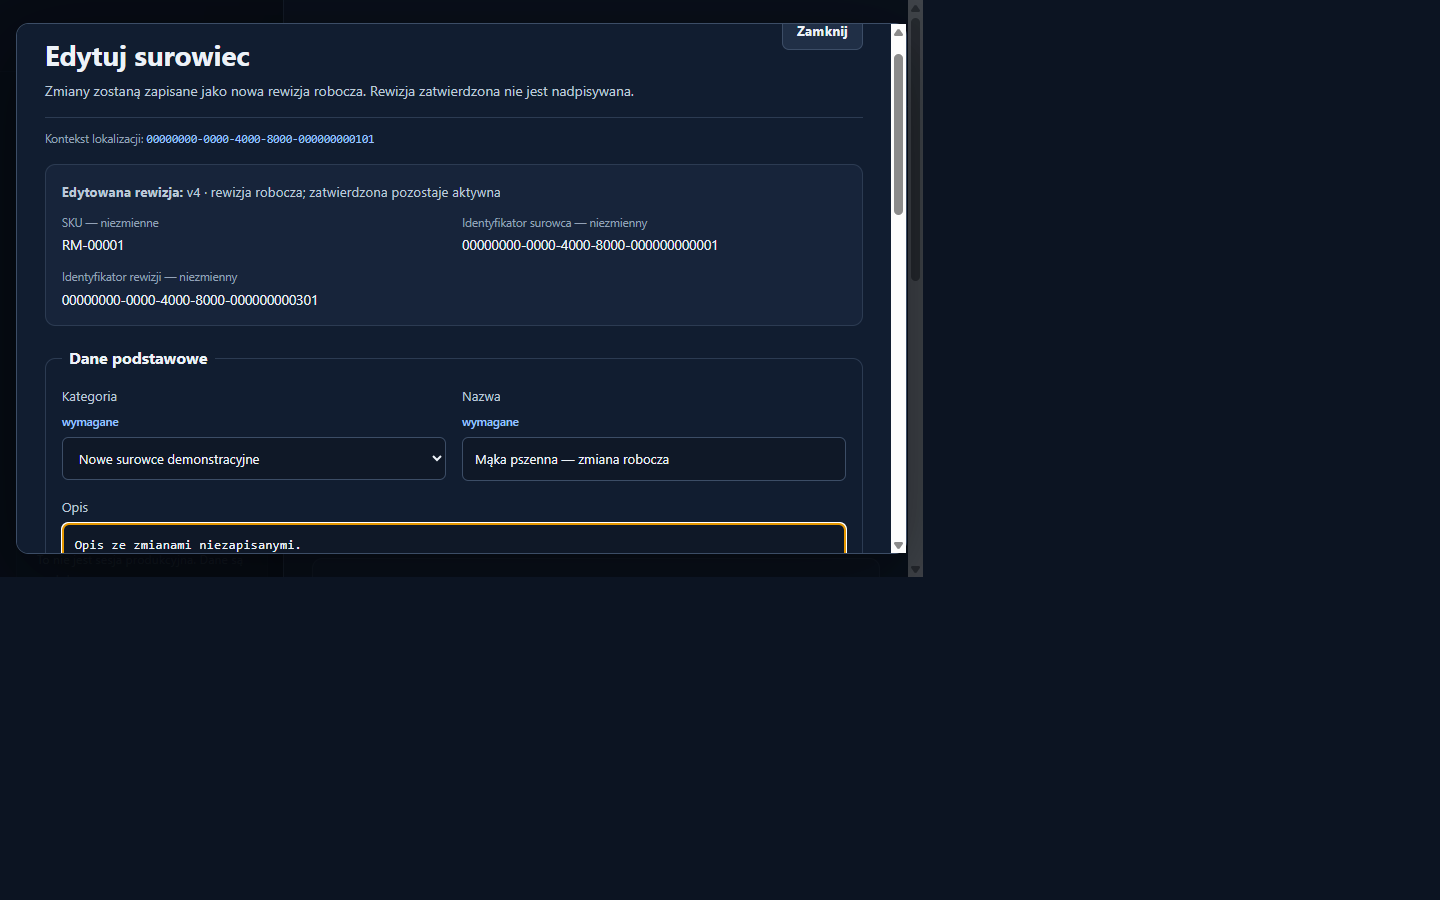 Zamknij
Edytuj surowiec
Zmiany zostaną zapisane jako nowa rewizja robocza. Rewizja zatwierdzona nie jest nadpisywana.
Kontekst lokalizacji: 00000000-0000-4000-8000-000000000101
Edytowana rewizja: v4 · rewizja robocza; zatwierdzona pozostaje aktywna
SKU — niezmienne
Identyfikator surowca — niezmienny
RM-00001
00000000-0000-4000-8000-000000000001
Identyfikator rewizji — niezmienny
00000000-0000-4000-8000-000000000301
Dane podstawowe
Kategoria
Nazwa
wymagane
wymagane
Nowe surowce demonstracyjne
Mąka pszenna — zmiana robocza
Opis
Opis ze zmianami niezapisanymi.